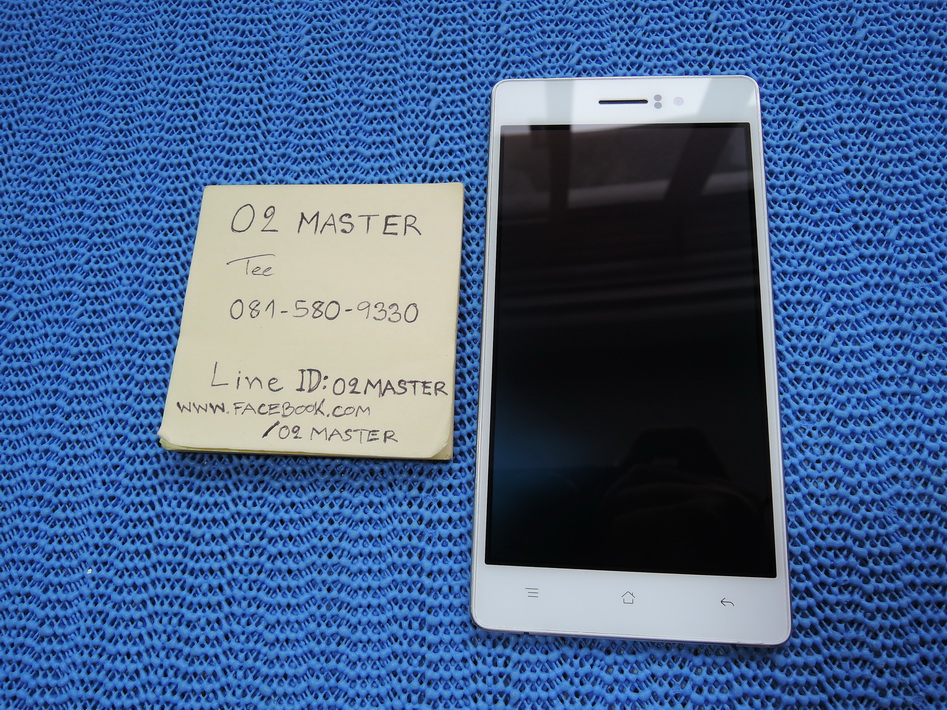 O2 MASTER
Tee
081-580-9330
Line ID: O2MASTER
WWW.FACEBOOK.COM
/O2 MASTER